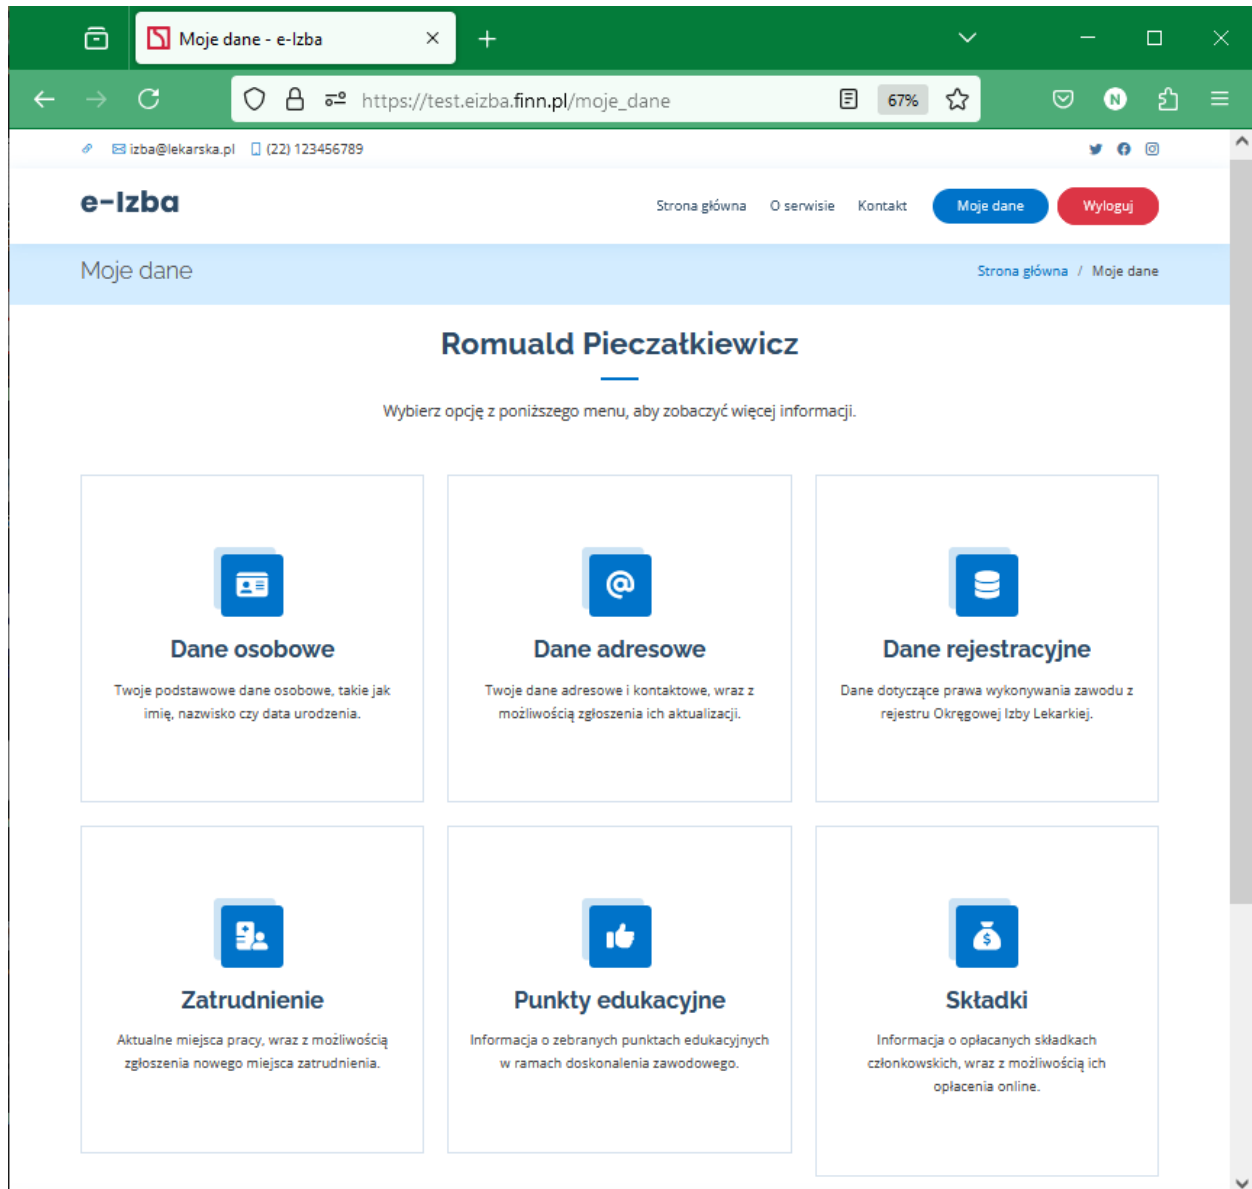 Moje dane - e-Izba
https://test.eizba.finn.pl/moje_dane
67%
N
izba@lekarska.pl (22) 123456789
e-Izba
Strona główna O serwisie Kontakt Moje dane Wyloguj
Moje dane
Strona główna / Moje dane
Romuald Pieczałkiewicz
Wybierz opcję z poniższego menu, aby zobaczyć więcej informacji.
Dane osobowe
Twoje podstawowe dane osobowe, takie jak
imię, nazwisko czy data urodzenia.
Dane adresowe
Twoje dane adresowe i kontaktowe, wraz z
możliwością zgłoszenia ich aktualizacji.
Dane rejestracyjne
Dane dotyczące prawa wykonywania zawodu z
rejestru Okręgowej Izby Lekarkiej.
Zatrudnienie
Aktualne miejsca pracy, wraz z możliwością
zgłoszenia nowego miejsca zatrudnienia.
Punkty edukacyjne
Informacja o zebranych punktach edukacyjnych
w ramach doskonalenia zawodowego.
Składki
Informacja o opłacanych składkach
członkowskich, wraz z możliwością ich
opłacenia online.